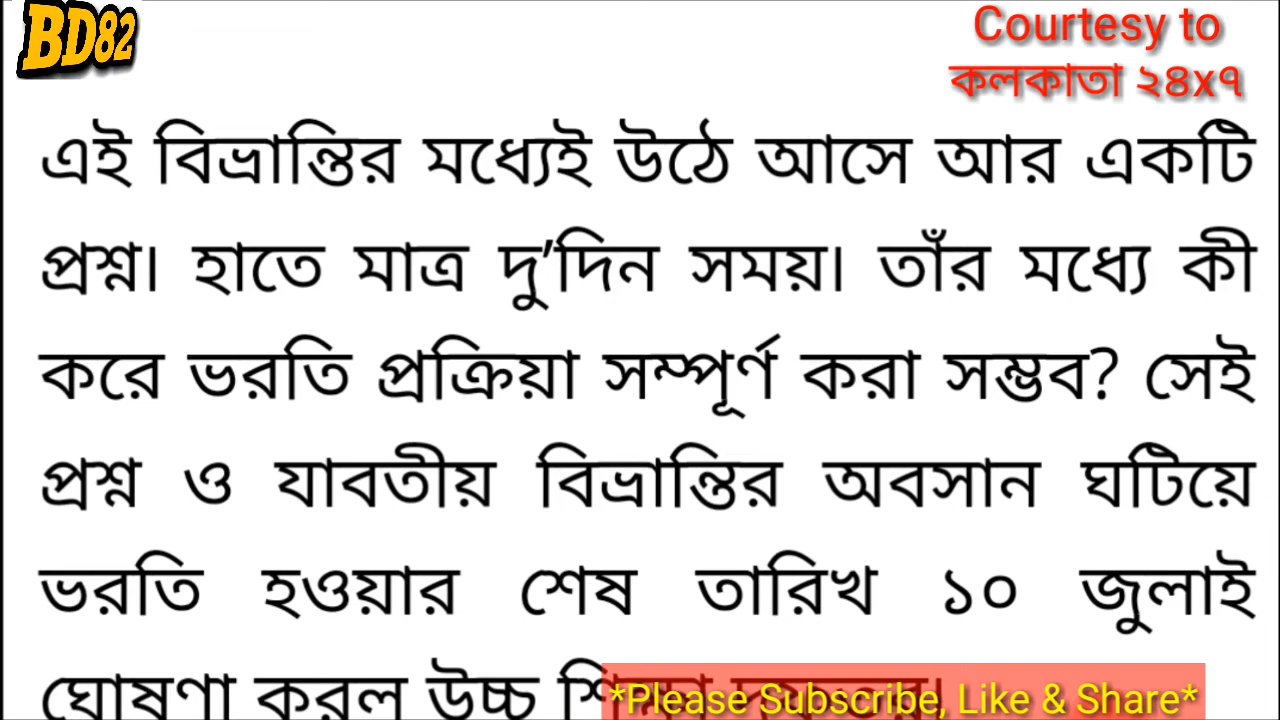 BD82
Courtesy to
কলকাতা ২৪x৭
এই বিভ্রান্তির মধ্যেই উঠে আসে আর একটি
প্রশ্ন। হাতে মাত্র দু’দিন সময়। তাঁর মধ্যে কী
করে ভরতি প্রক্রিয়া সম্পূর্ণ করা সম্ভব? সেই
প্রশ্ন ও যাবতীয় বিভ্রান্তির অবসান ঘটিয়ে
ভরতি হওয়ার শেষ তারিখ ১০ জুলাই
ঘোষণা করল উচ্চ
*Please Subscribe, Like & Share*